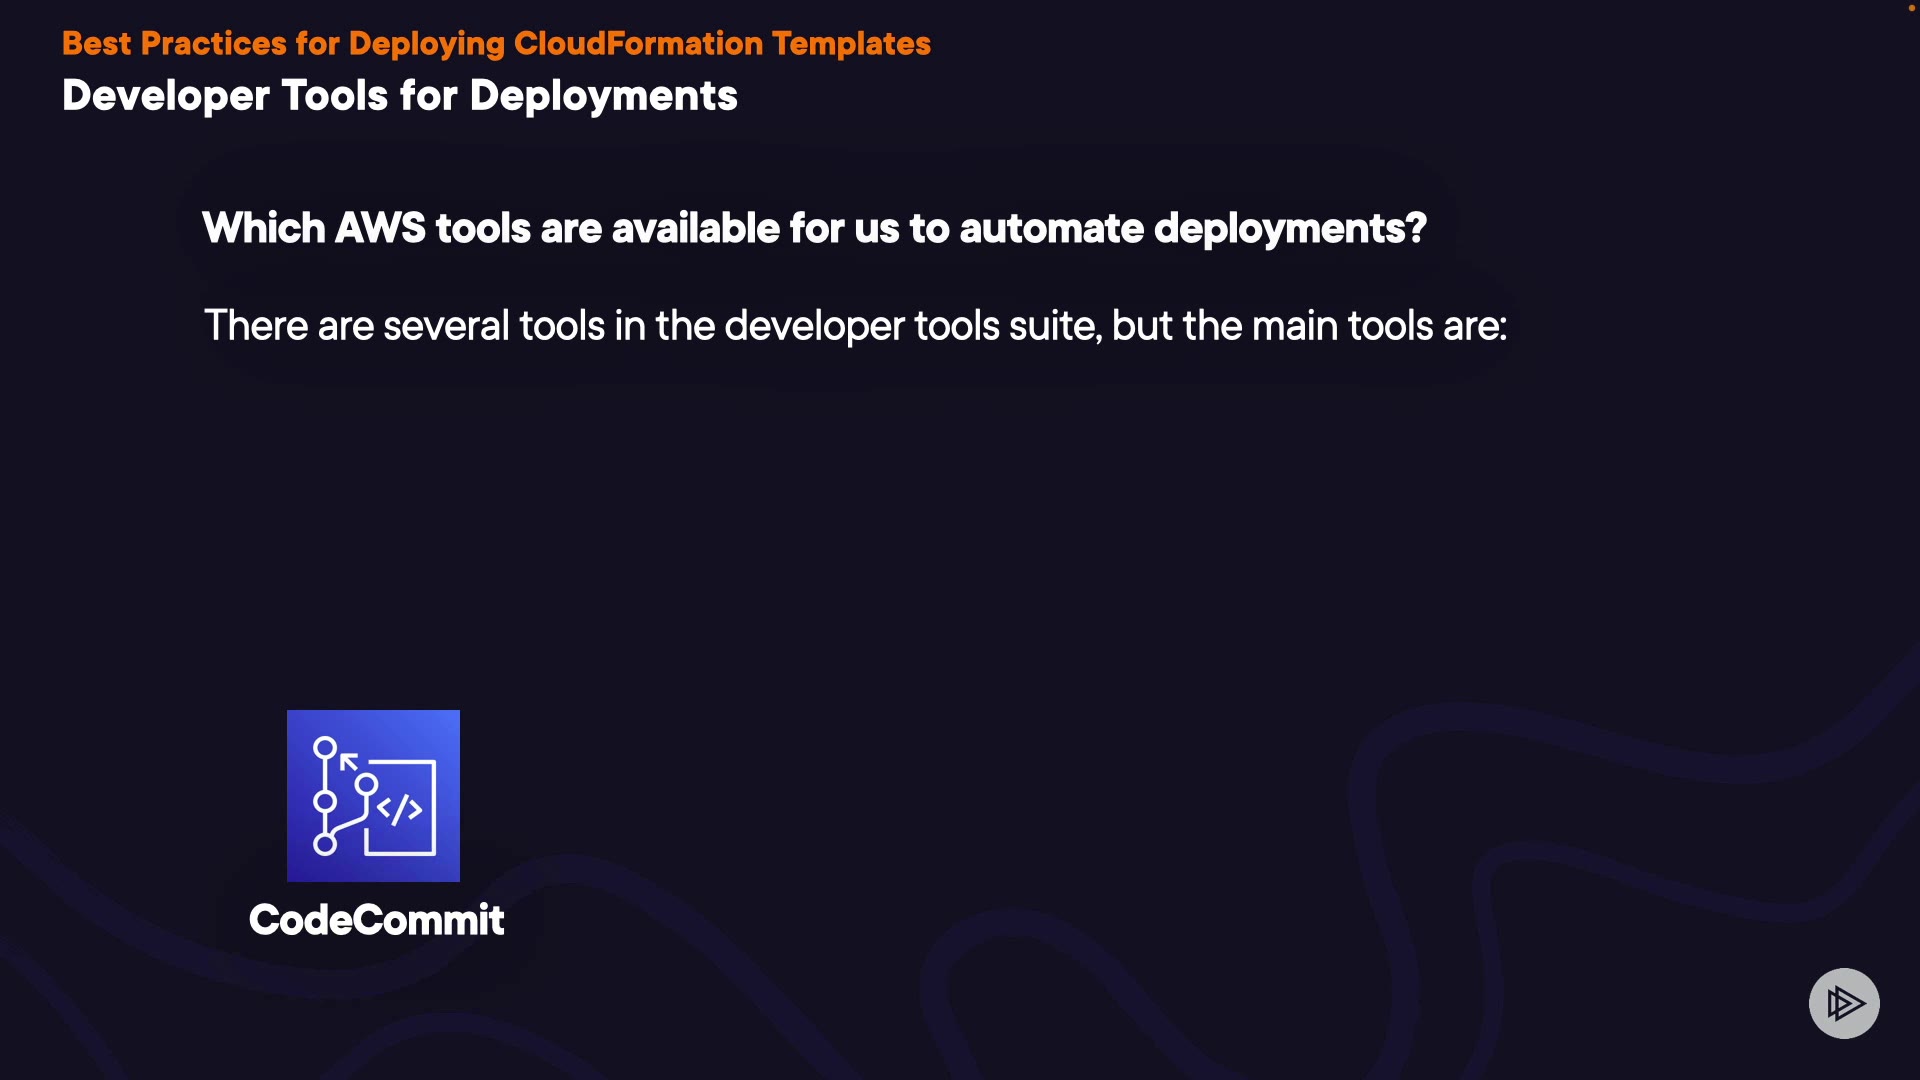 Best Practices for Deploying CloudFormation Templates
Developer Tools for Deployments
Which AWS tools are available for us to automate deployments?
There are several tools in the developer tools suite, but the main tools are:
</>
CodeCommit